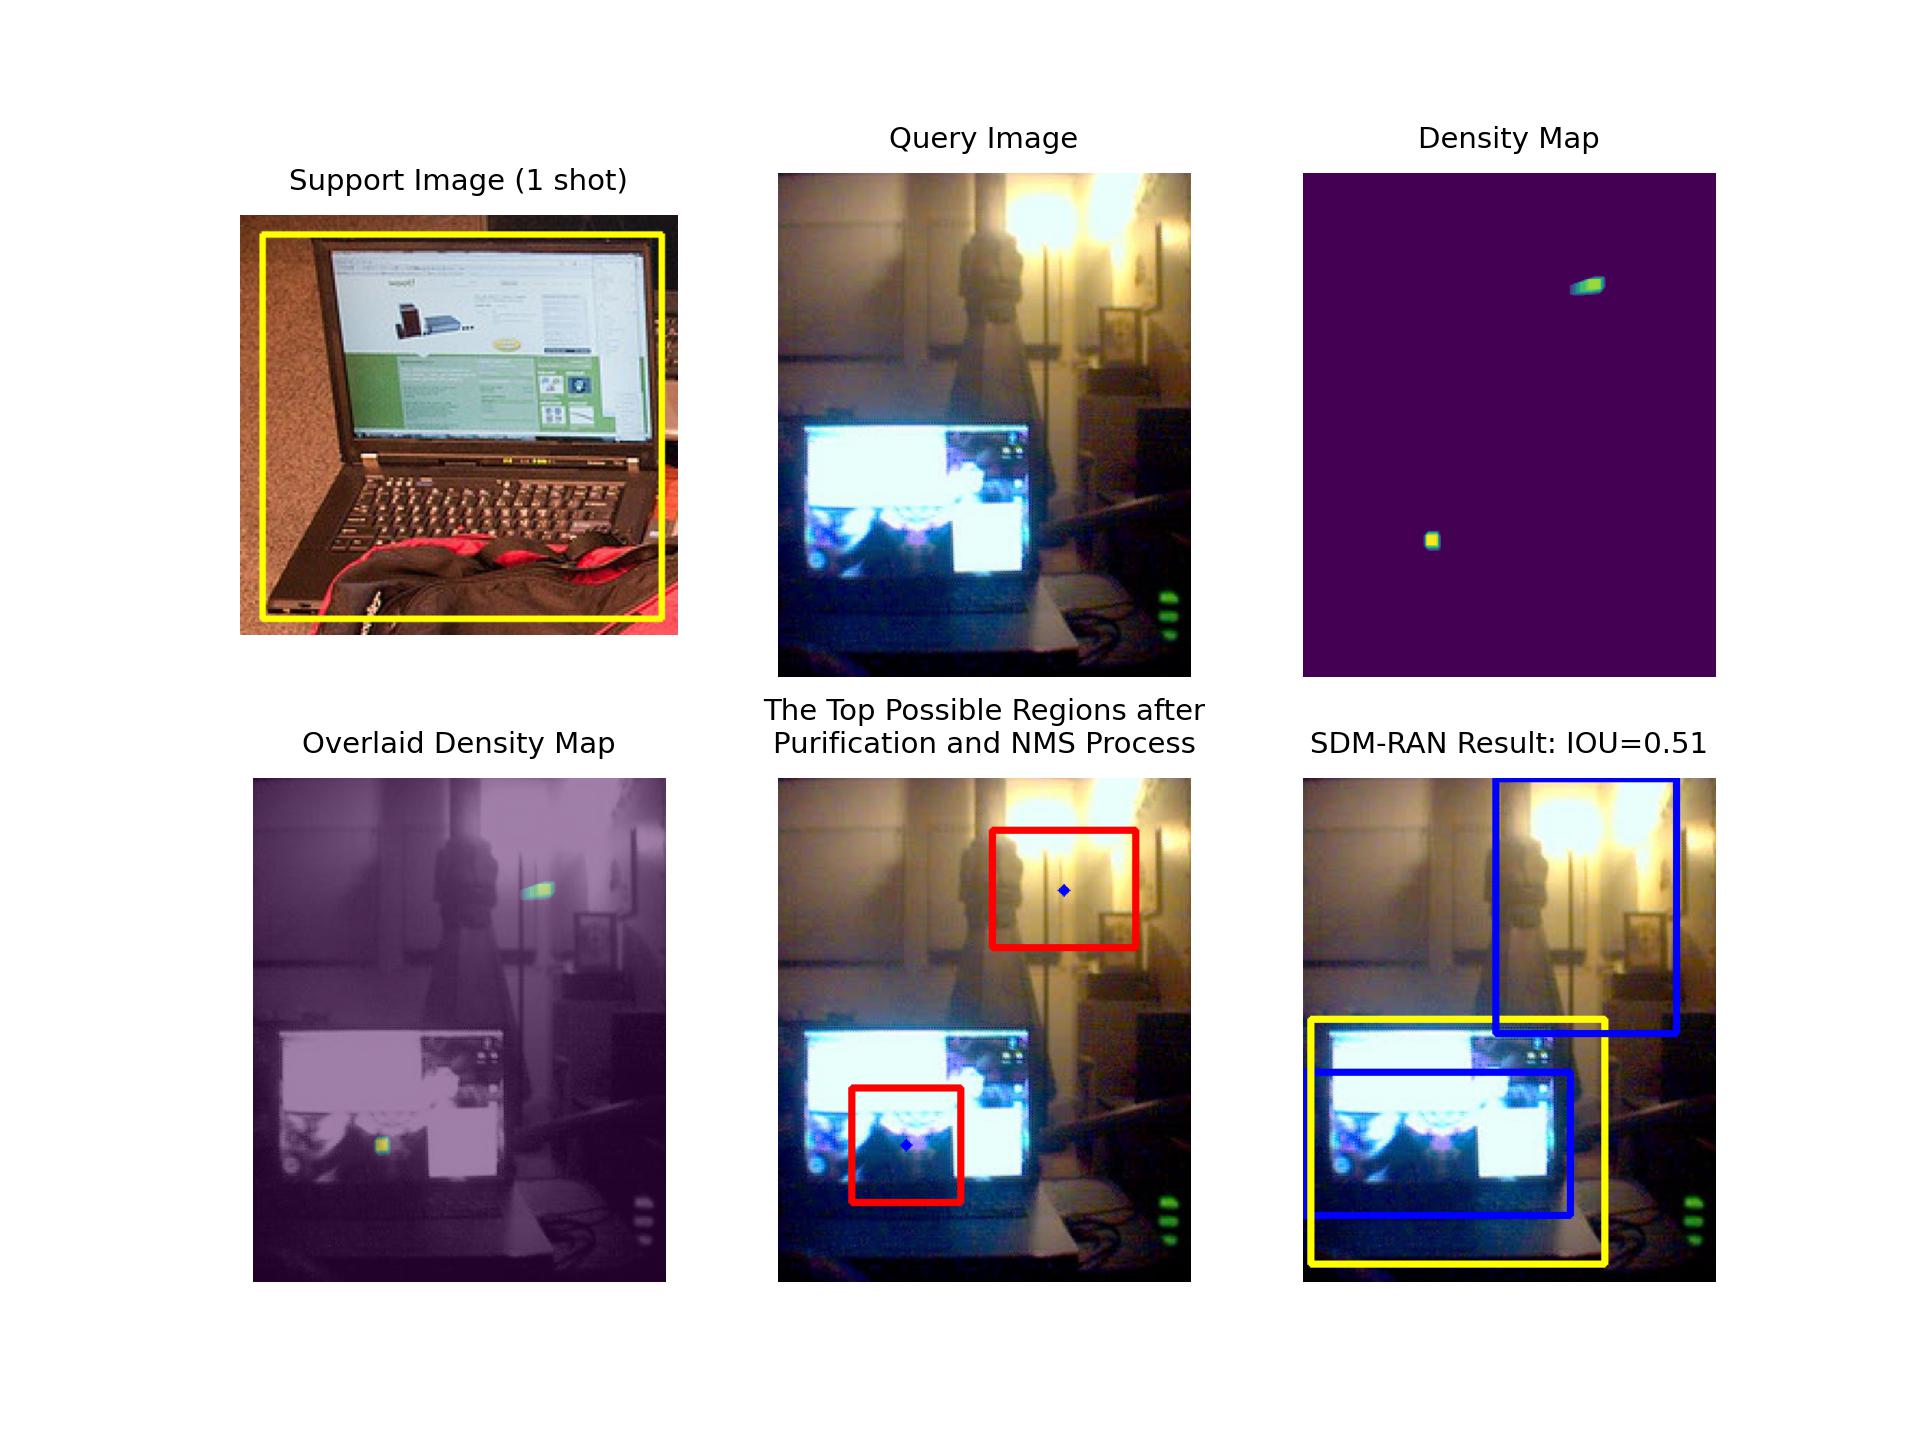 Support Image (1 shot)
Query Image
Density Map
woot!
Overlaid Density Map
The Top Possible Regions after
Purification and NMS Process
SDM-RAN Result: IOU=0.51